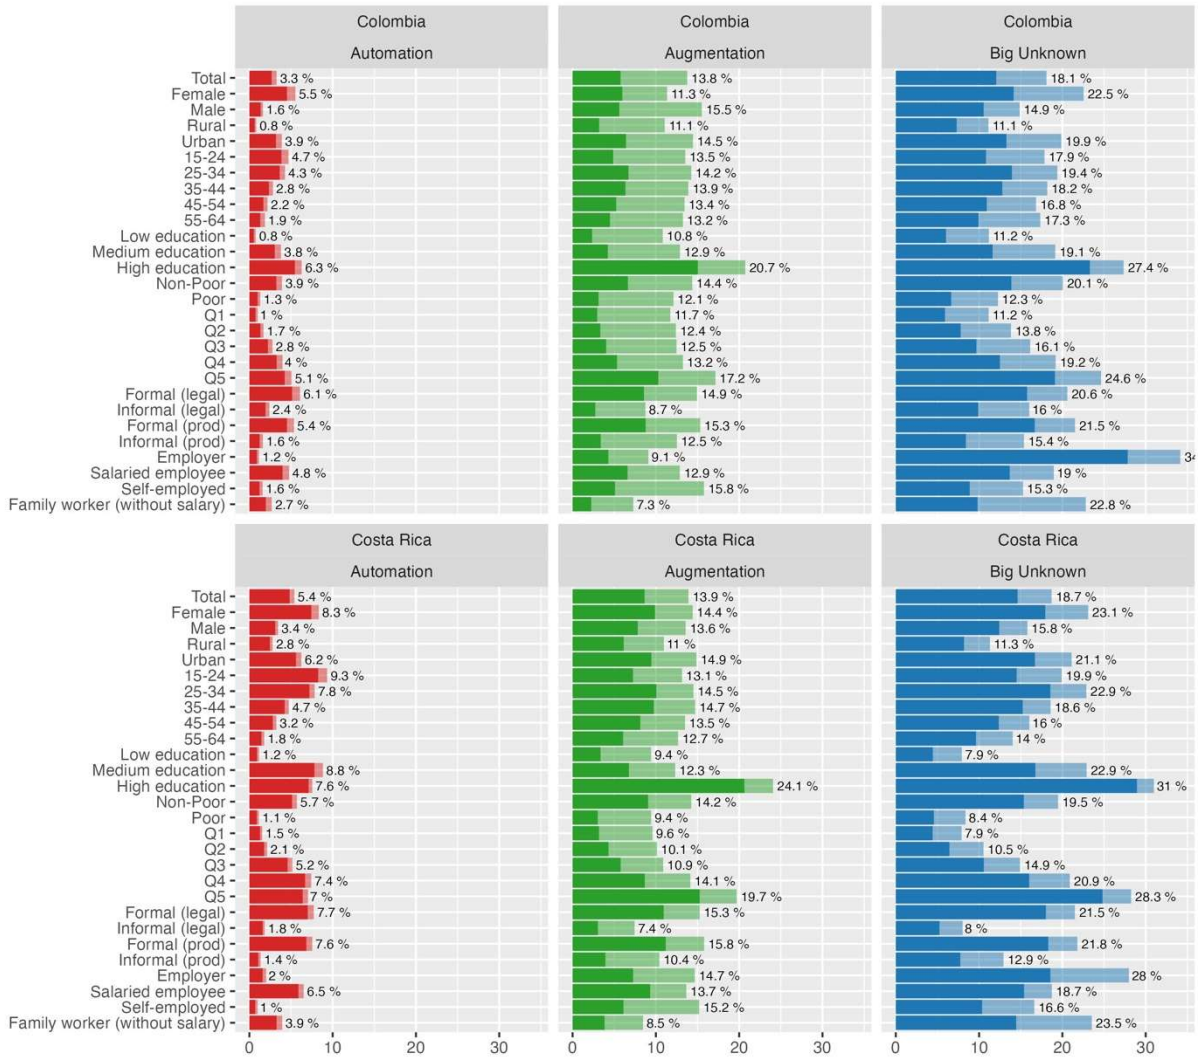 Colombia Colombia Colombia
Automation Augmentation Big Unknown
Total 3.3 % 13.8 % 18.1 %
Female 5.5 % 11.3 % 22.5 %
Male 1.6 % 15.5 % 14.9 %
Rural 0.8 % 11.1 % 11.1 %
Urban 3.9 % 14.5 % 19.9 %
15-24 4.7 % 13.5 % 17.9 %
25-34 4.3 % 14.2 % 19.4 %
35-44 2.8 % 13.9 % 18.2 %
45-54 2.2 % 13.4 % 16.8 %
55-64 1.9 % 13.2 % 17.3 %
Low education 0.8 % 10.8 % 11.2 %
Medium education 3.8 % 12.9 % 19.1 %
High education 6.3 % 20.7 % 27.4 %
Non-Poor 3.9 % 14.4 % 20.1 %
Poor 1.3 % 12.1 % 12.3 %
Q1 1 % 11.7 % 11.2 %
Q2 1.7 % 12.4 % 13.8 %
Q3 2.8 % 12.5 % 16.1 %
Q4 4 % 13.2 % 19.2 %
Q5 5.1 % 17.2 % 24.6 %
Formal (legal) 6.1 % 14.9 % 20.6 %
Informal (legal) 2.4 % 8.7 % 16 %
Formal (prod) 5.4 % 15.3 % 21.5 %
Informal (prod) 1.6 % 12.5 % 15.4 %
Employer 1.2 % 9.1 % 34
Salaried employee 4.8 % 12.9 % 19 %
Self-employed 1.6 % 15.8 % 15.3 %
Family worker (without salary) 2.7 % 7.3 % 22.8 %
Costa Rica Costa Rica Costa Rica
Automation Augmentation Big Unknown
Total 5.4 % 13.9 % 18.7 %
Female 8.3 % 14.4 % 23.1 %
Male 3.4 % 13.6 % 15.8 %
Rural 2.8 % 11 % 11.3 %
Urban 6.2 % 14.9 % 21.1 %
15-24 9.3 % 13.1 % 19.9 %
25-34 7.8 % 14.5 % 22.9 %
35-44 4.7 % 14.7 % 18.6 %
45-54 3.2 % 13.5 % 16 %
55-64 1.8 % 12.7 % 14 %
Low education 1.2 % 9.4 % 7.9 %
Medium education 8.8 % 12.3 % 22.9 %
High education 7.6 % 24.1 % 31 %
Non-Poor 5.7 % 14.2 % 19.5 %
Poor 1.1 % 9.4 % 8.4 %
Q1 1.5 % 9.6 % 7.9 %
Q2 2.1 % 10.1 % 10.5 %
Q3 5.2 % 10.9 % 14.9 %
Q4 7.4 % 14.1 % 20.9 %
Q5 7 % 19.7 % 28.3 %
Formal (legal) 7.7 % 15.3 % 21.5 %
Informal (legal) 1.8 % 7.4 % 8 %
Formal (prod) 7.6 % 15.8 % 21.8 %
Informal (prod) 1.4 % 10.4 % 12.9 %
Employer 2 % 14.7 % 28 %
Salaried employee 6.5 % 13.7 % 18.7 %
Self-employed 1 % 15.2 % 16.6 %
Family worker (without salary) 3.9 % 8.5 % 23.5 %
0 10 20 30 0 10 20 30 0 10 20 30